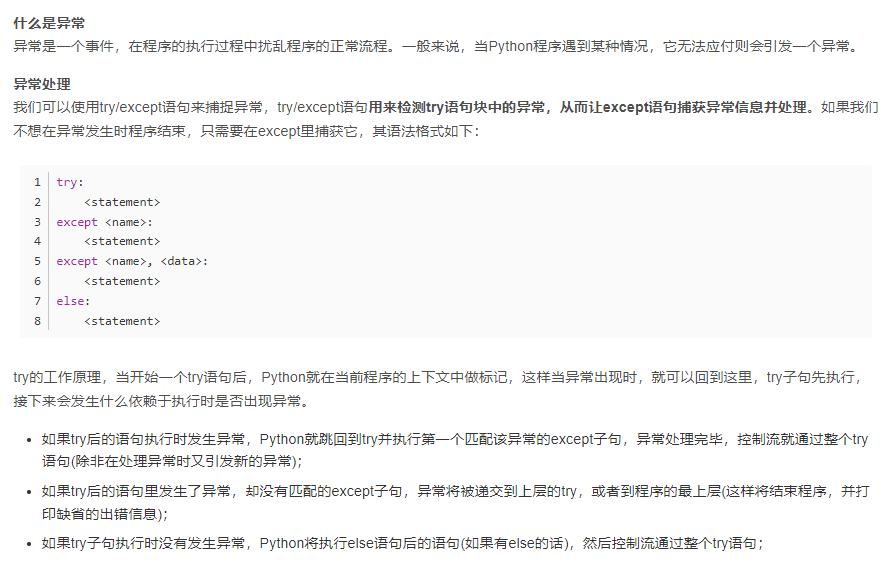 什么是异常
异常是一个事件，在程序的执行过程中扰乱程序的正常流程。一般来说，当Python程序遇到某种情况，它无法应付则会引发一个异常。
异常处理
我们可以使用try/except语句来捕捉异常，try/except语句用来检测try语句块中的异常，从而让except语句捕获异常信息并处理。如果我们
不想在异常发生时程序结束，只需要在except里捕获它，其语法格式如下：
1 try:
2     <statement>
3 except <name>:
4     <statement>
5 except <name>, <data>:
6     <statement>
7 else:
8     <statement>
try的工作原理，当开始一个try语句后，Python就在当前程序的上下文中做标记，这样当异常出现时，就可以回到这里，try子句先执行，
接下来会发生什么依赖于执行时是否出现异常。
• 如果try后的语句执行时发生异常，Python就跳回到try并执行第一个匹配该异常的except子句，异常处理完毕，控制流就通过整个try
语句(除非在处理异常时又引发新的异常)；
• 如果try后的语句里发生了异常，却没有匹配的except子句，异常将被递交到上层的try，或者到程序的最上层(这样将结束程序，并打
印缺省的出错信息)；
• 如果try子句执行时没有发生异常，Python将执行else语句后的语句(如果有else的话)，然后控制流通过整个try语句；